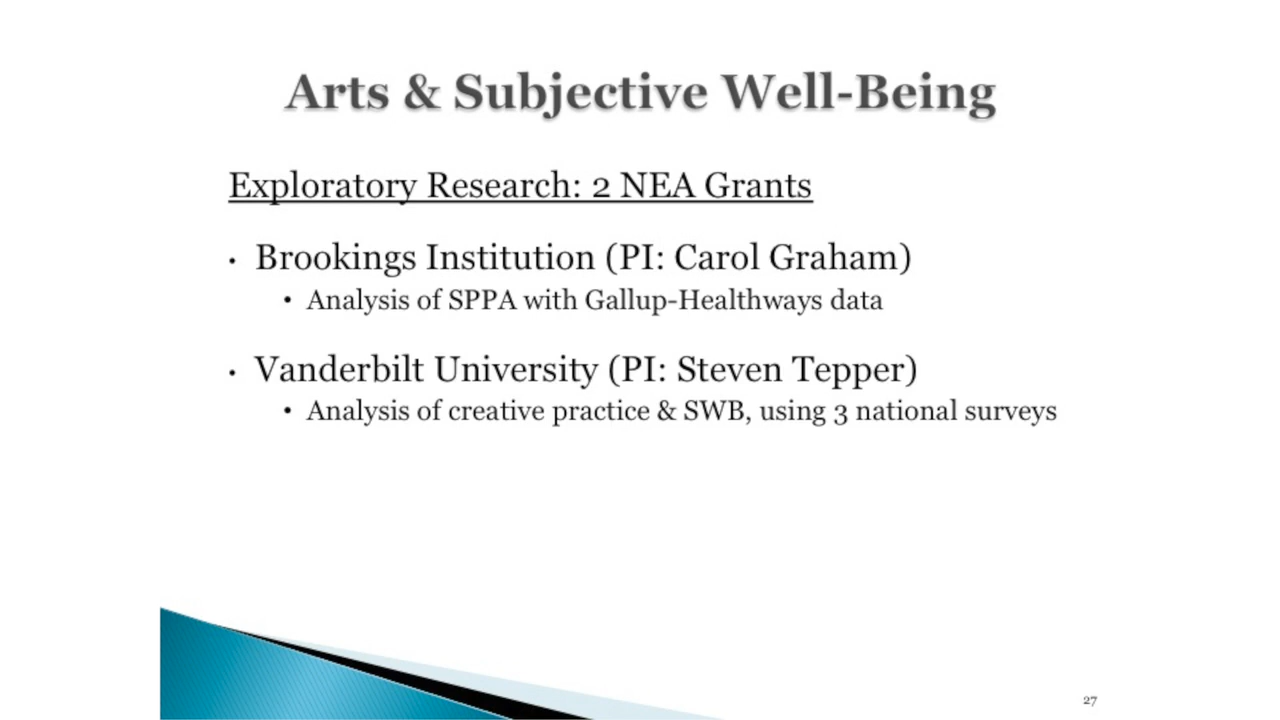 Arts & Subjective Well-Being
Exploratory Research: 2 NEA Grants
• Brookings Institution (PI: Carol Graham)
• Analysis of SPPA with Gallup-Healthways data
• Vanderbilt University (PI: Steven Tepper)
• Analysis of creative practice & SWB, using 3 national surveys
27